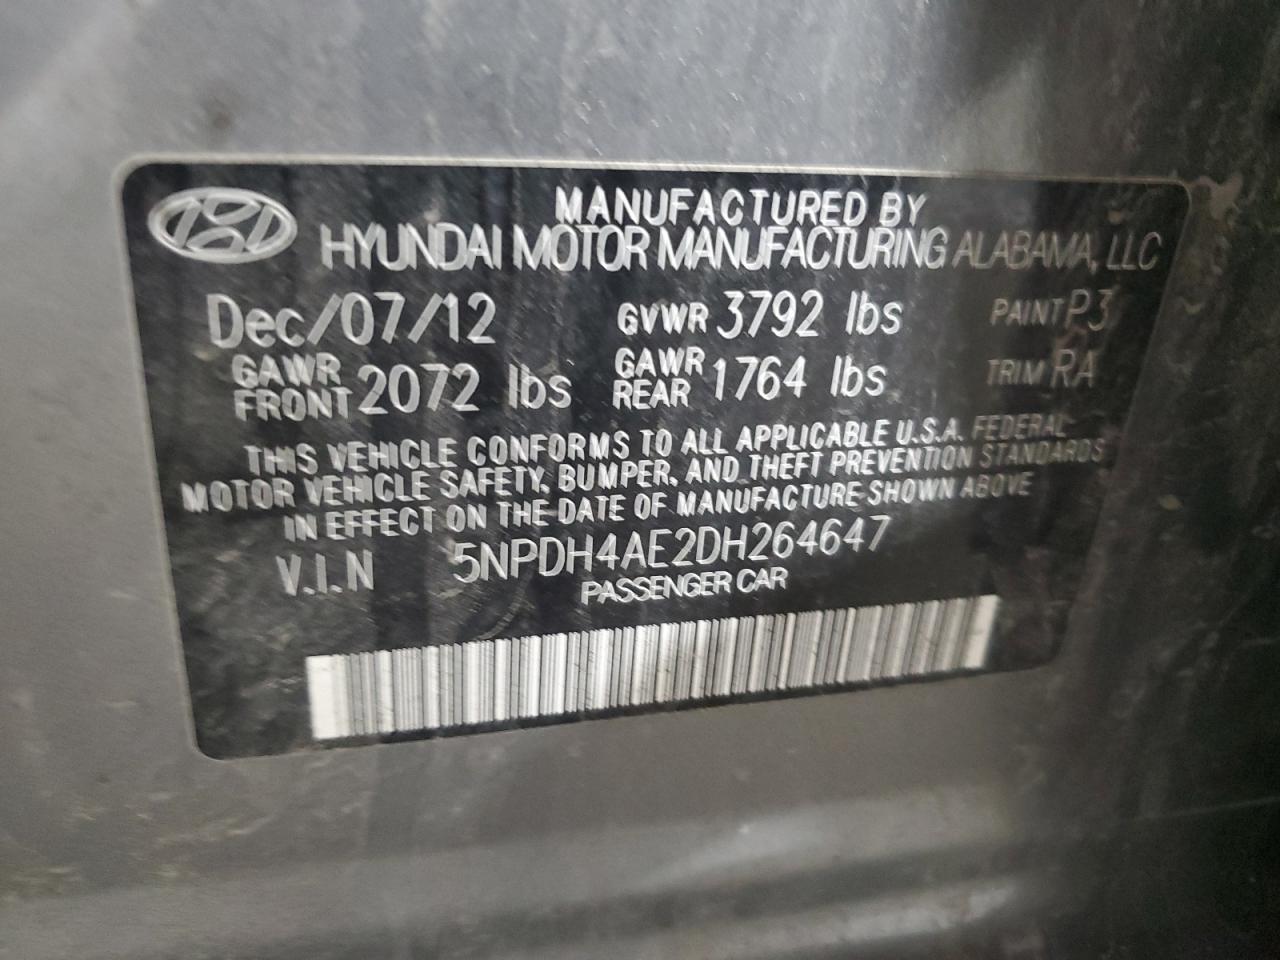 MANUFACTURED BY
HYUNDAI MOTOR MANUFACTURING ALABAMA, LLC
Dec/07/12 GVWR 3792 lbs PAINT P3
GAWR FRONT 2072 lbs GAWR REAR 1764 lbs TRIM RA
THIS VEHICLE CONFORMS TO ALL APPLICABLE U.S.A. FEDERAL
MOTOR VEHICLE SAFETY, BUMPER, AND THEFT PREVENTION STANDARDS
IN EFFECT ON THE DATE OF MANUFACTURE SHOWN ABOVE
V.I.N 5NPDH4AE2DH264647
PASSENGER CAR